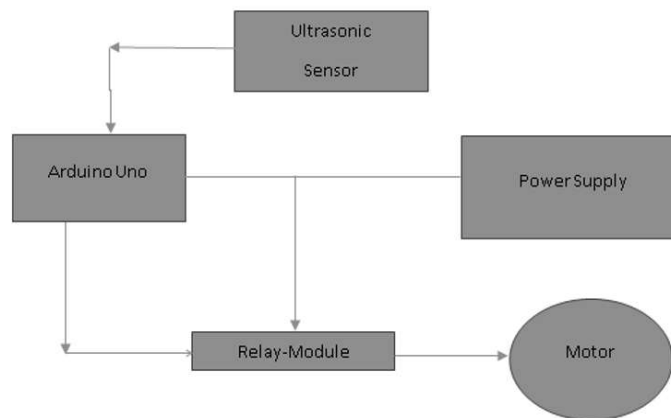 Ultrasonic
Sensor
Arduino Uno
Power Supply
Relay-Module
Motor